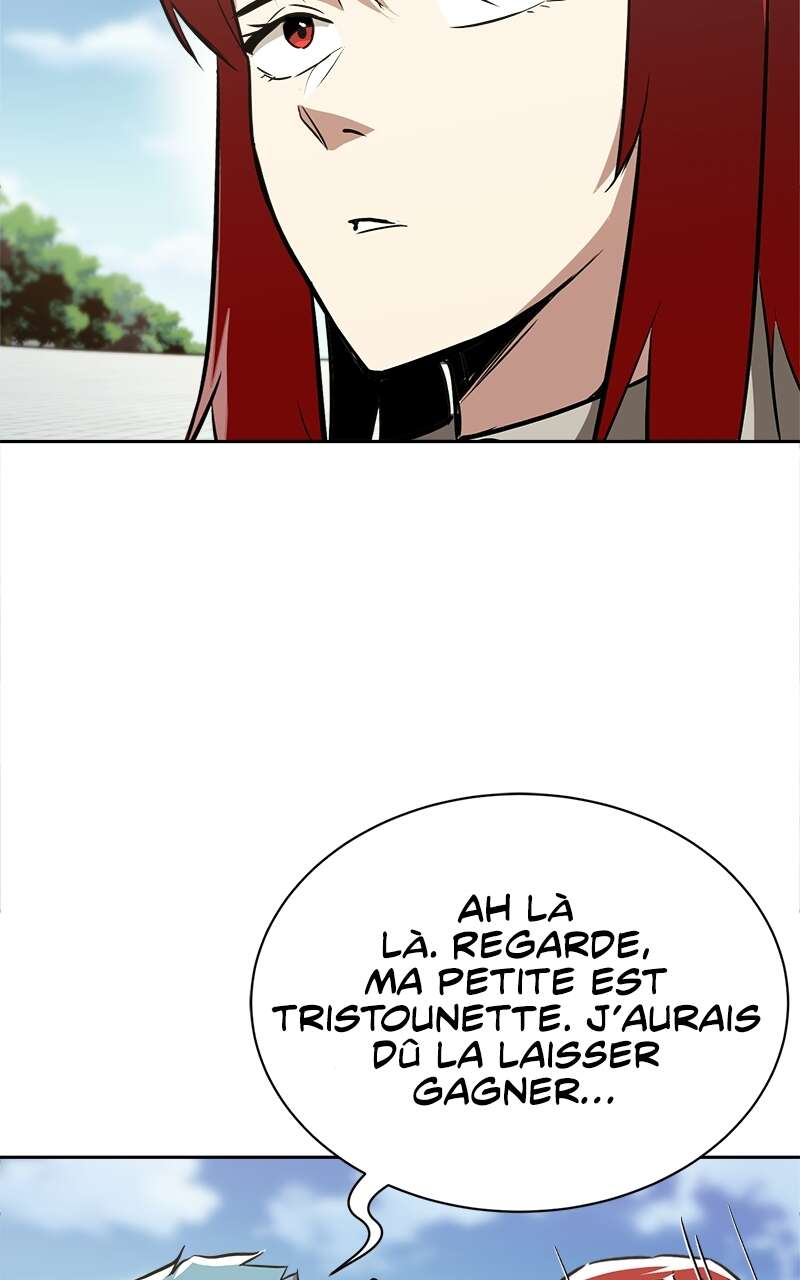 AH LÀ
LÀ. REGARDE,
MA PETITE EST
TRISTOUNETTE. J'AURAIS
DÛ LA LAISSER
GAGNER...